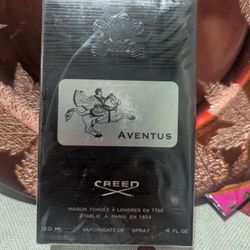 AVENTUS
CREED
MAISON FONDÉE À LONDRES EN 1760
ÉTABLIE À PARIS EN 1854
120 ML VAPORISATEUR SPRAY 4 FL OZ